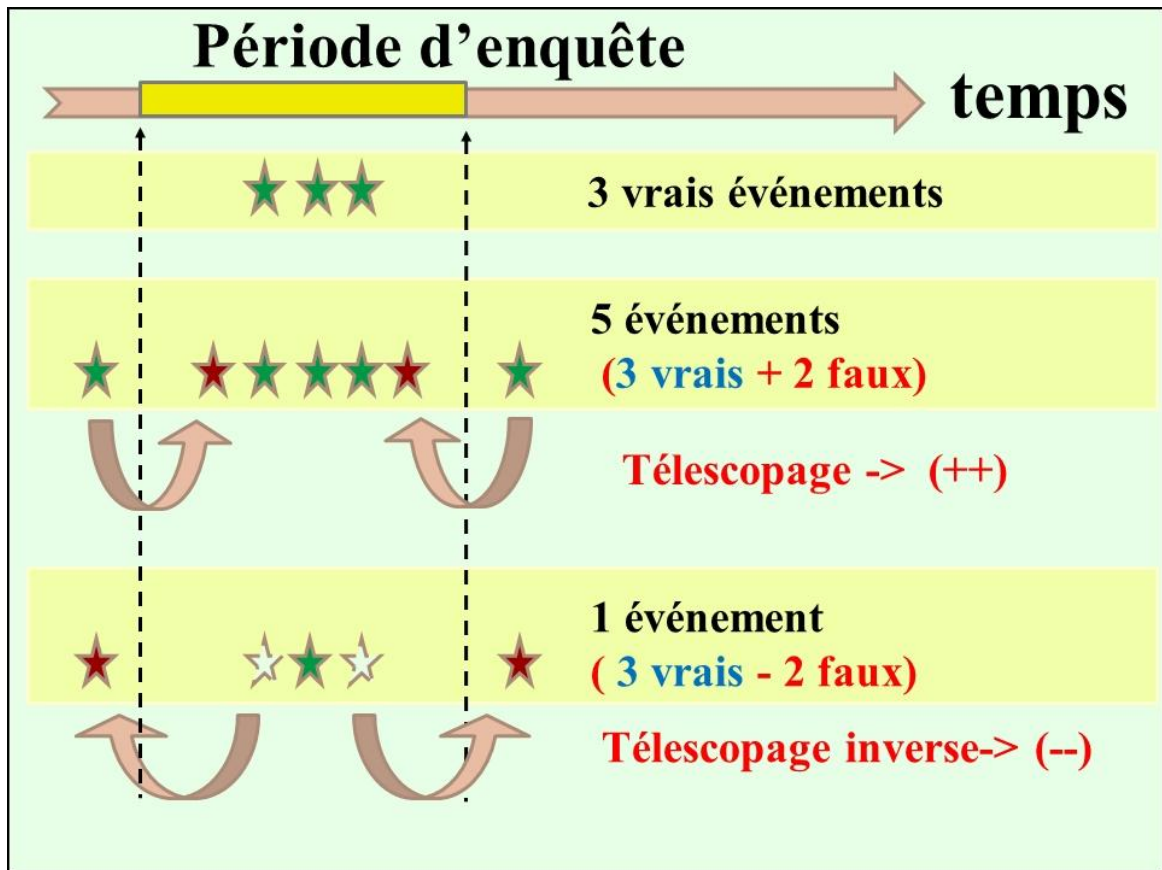 Période d’enquête
temps
3 vrais événements
5 événements
(3 vrais + 2 faux)
Télescopage -> (++)
1 événement
( 3 vrais - 2 faux)
Télescopage inverse-> (--)